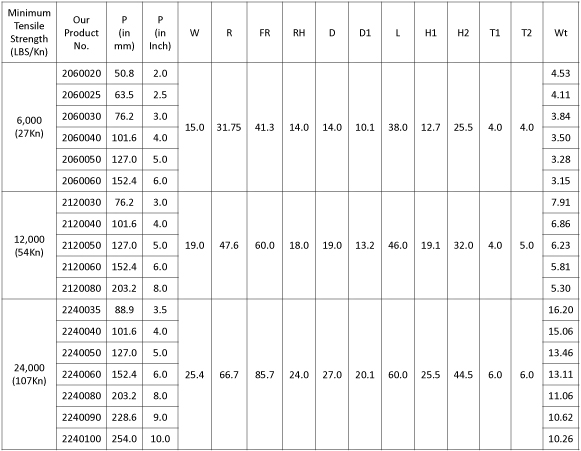 Minimum Tensile Strength (LBS/Kn) Our Product No. P (in mm) P (in Inch) W R FR RH D D1 L H1 H2 T1 T2 Wt
6,000 (27Kn) 15.0 31.75 41.3 14.0 14.0 10.1 38.0 12.7 25.5 4.0 4.0
2060020 50.8 2.0 4.53
2060025 63.5 2.5 4.11
2060030 76.2 3.0 3.84
2060040 101.6 4.0 3.50
2060050 127.0 5.0 3.28
2060060 152.4 6.0 3.15
12,000 (54Kn) 19.0 47.6 60.0 18.0 19.0 13.2 46.0 19.1 32.0 4.0 5.0
2120030 76.2 3.0 7.91
2120040 101.6 4.0 6.86
2120050 127.0 5.0 6.23
2120060 152.4 6.0 5.81
2120080 203.2 8.0 5.30
24,000 (107Kn) 25.4 66.7 85.7 24.0 27.0 20.1 60.0 25.5 44.5 6.0 6.0
2240035 88.9 3.5 16.20
2240040 101.6 4.0 15.06
2240050 127.0 5.0 13.46
2240060 152.4 6.0 13.11
2240080 203.2 8.0 11.06
2240090 228.6 9.0 10.62
2240100 254.0 10.0 10.26